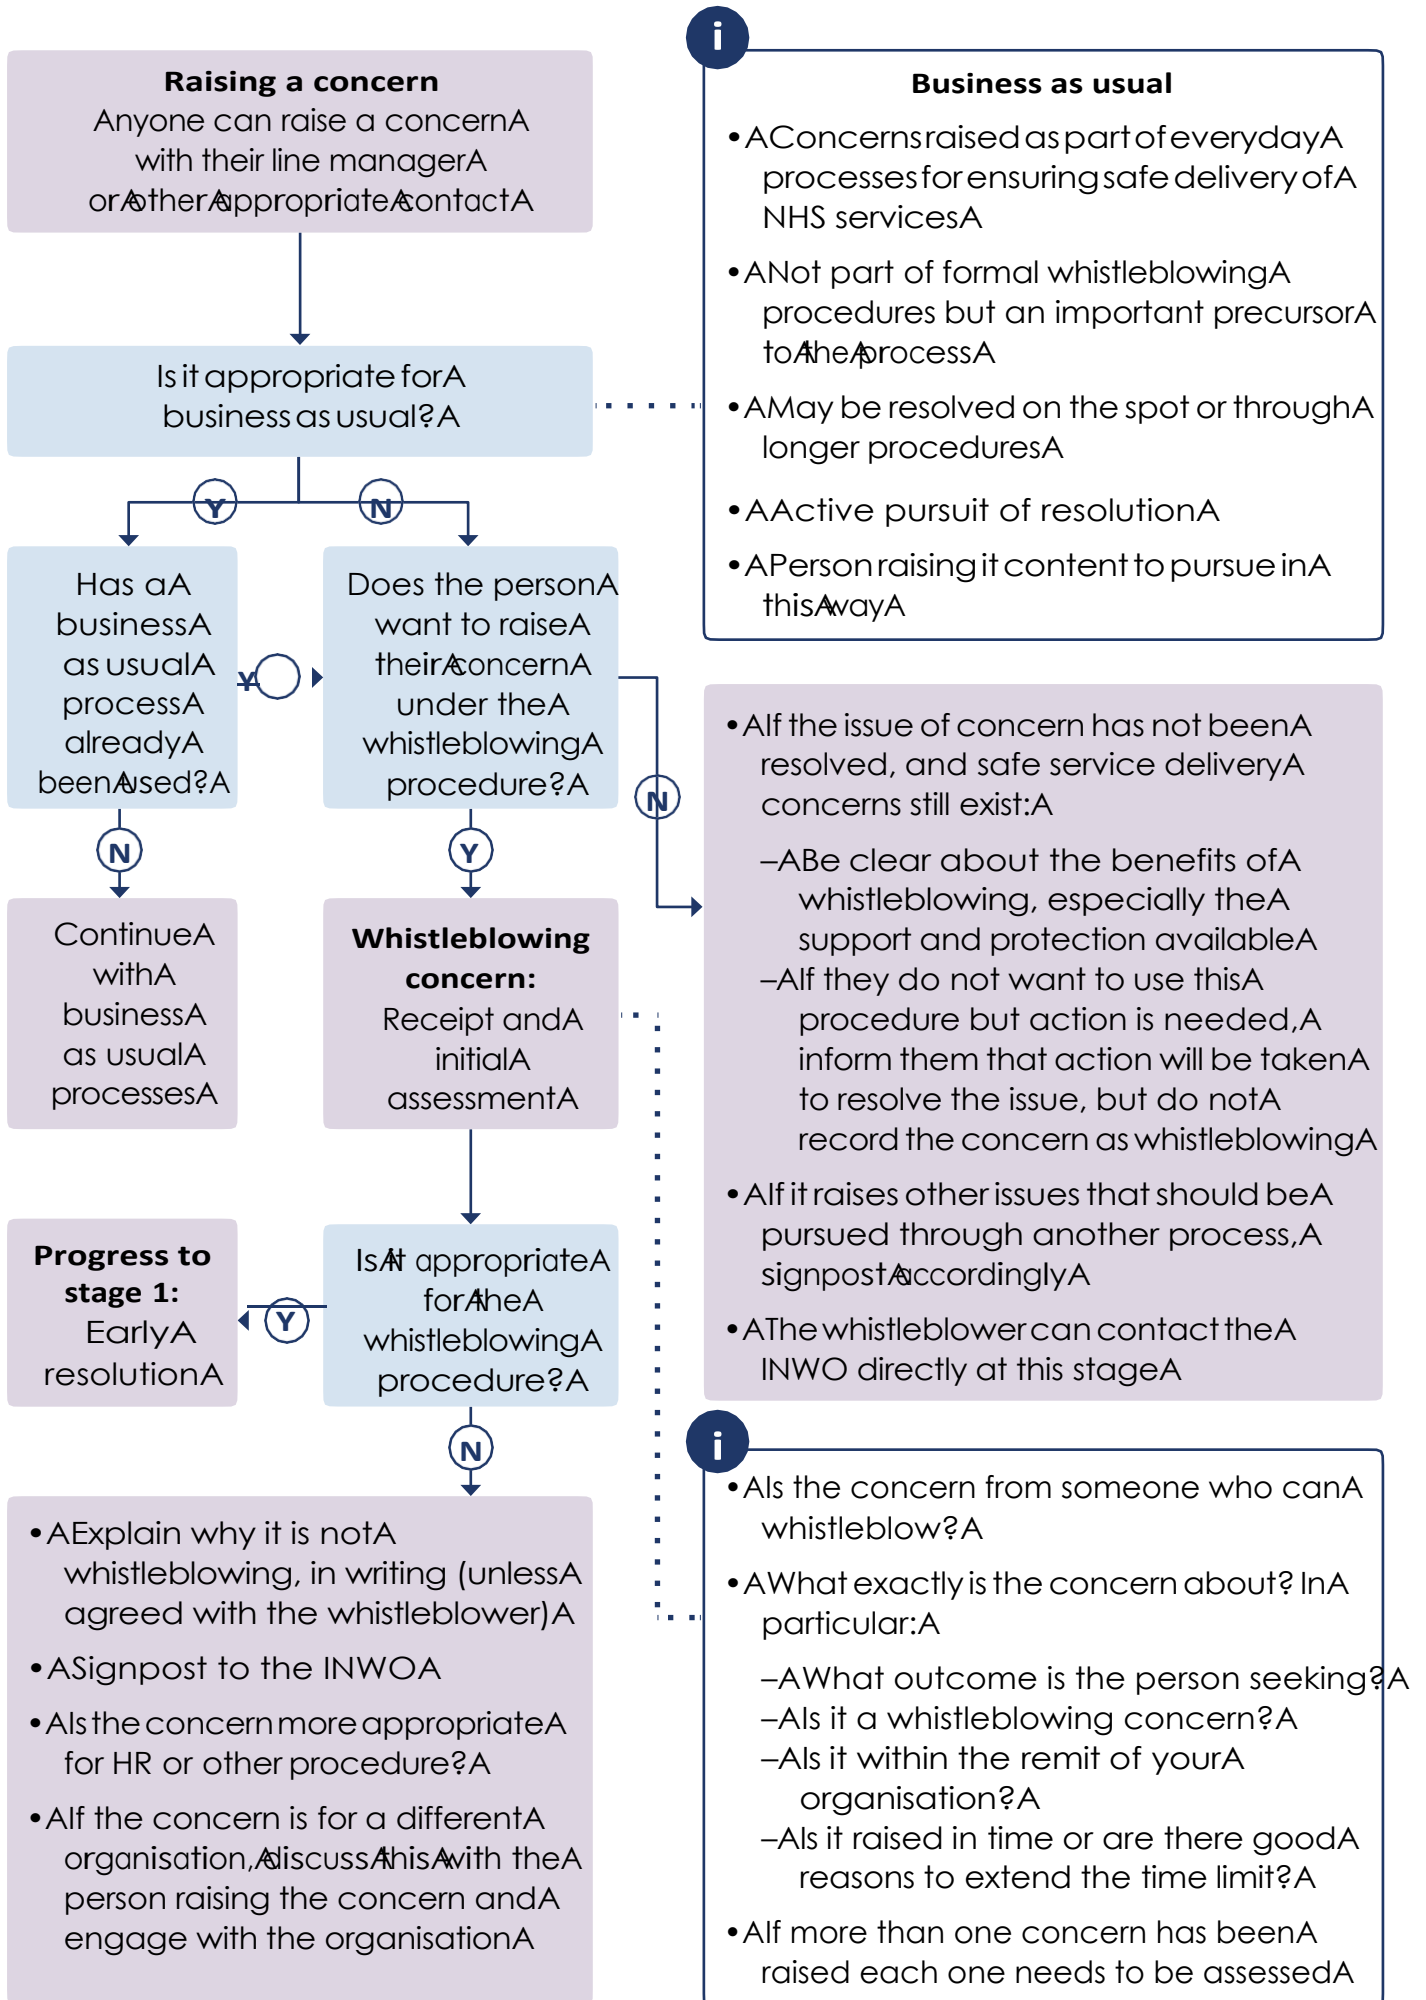 Raising a concern
Anyone can raise a concernA
with their line managerA
orAotherAappropriateAcontactA
Is it appropriate forA
business as usual?A
Y
N
Has aA
businessA
as usualA
processA
alreadyA
beenAused?A
Y
Does the personA
want to raiseA
theirAconcernA
under theA
whistleblowingA
procedure?A
N
N
Y
ContinueA
withA
businessA
as usualA
processesA
Whistleblowing
concern:
Receipt andA
initialA
assessmentA
Progress to
stage 1:
EarlyA
resolutionA
Y
IsAit appropriateA
forAtheA
whistleblowingA
procedure?A
N
•AExplain why it is notA
whistleblowing, in writing (unlessA
agreed with the whistleblower)A
•ASignpost to the INWOA
•AIs the concern more appropriateA
for HR or other procedure?A
•AIf the concern is for a differentA
organisation,AdiscussAthisAwith theA
person raising the concern andA
engage with the organisationA
i
Business as usual
•AConcerns raised as part of everydayA
processes for ensuring safe delivery ofA
NHS servicesA
•ANot part of formal whistleblowingA
procedures but an important precursorA
toAtheAprocessA
•AMay be resolved on the spot or throughA
longer proceduresA
•AActive pursuit of resolutionA
•APerson raising it content to pursue inA
thisAwayA
•AIf the issue of concern has not beenA
resolved, and safe service deliveryA
concerns still exist:A
–ABe clear about the benefits ofA
whistleblowing, especially theA
support and protection availableA
–AIf they do not want to use thisA
procedure but action is needed,A
inform them that action will be takenA
to resolve the issue, but do notA
record the concern as whistleblowingA
•AIf it raises other issues that should beA
pursued through another process,A
signpostAaccordinglyA
•AThe whistleblower can contact theA
INWO directly at this stageA
i
•AIs the concern from someone who canA
whistleblow?A
•AWhat exactly is the concern about? InA
particular:A
–AWhat outcome is the person seeking?A
–AIs it a whistleblowing concern?A
–AIs it within the remit of yourA
organisation?A
–AIs it raised in time or are there goodA
reasons to extend the time limit?A
•AIf more than one concern has beenA
raised each one needs to be assessedA